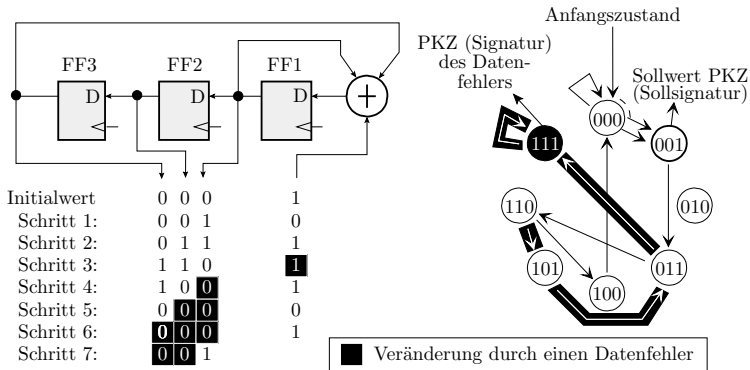 Anfangszustand
PKZ (Signatur)
des Daten-
fehlers
Sollwert PKZ
(Sollsignatur)
FF3 FF2 FF1
D D D
+
000
001
111
110 010
101 011
100
Initialwert 0 0 0 1
Schritt 1: 0 0 1 0
Schritt 2: 0 1 1 1
Schritt 3: 1 1 0 1
Schritt 4: 1 0 0 1
Schritt 5: 0 0 0 0
Schritt 6: 0 0 0 1
Schritt 7: 0 0 1
Veränderung durch einen Datenfehler